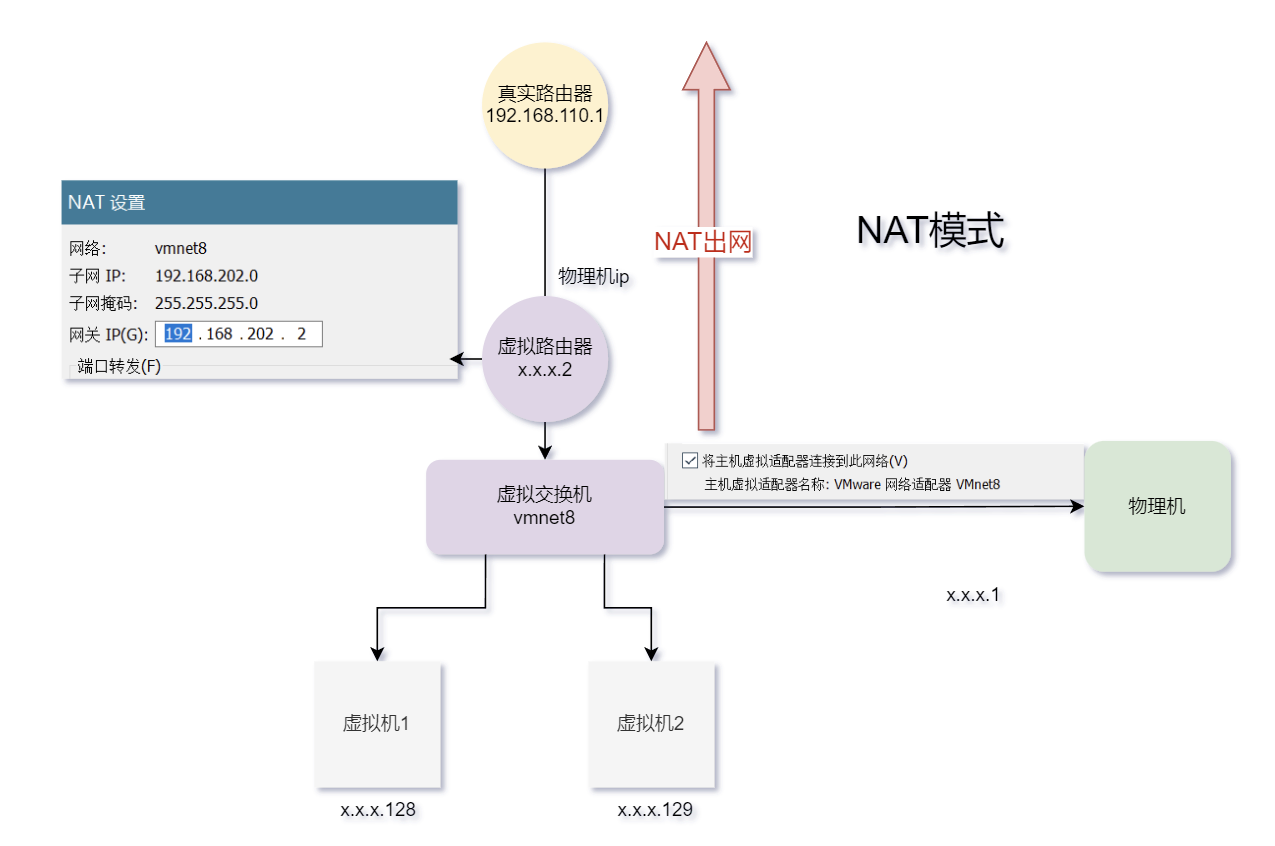 真实路由器
192.168.110.1
NAT 设置
网络: vmnet8
子网 IP: 192.168.202.0
子网掩码: 255.255.255.0
网关 IP(G): 192 . 168 . 202 . 2
端口转发(F)
NAT出网
NAT模式
物理机ip
虚拟路由器
x.x.x.2
将主机虚拟适配器连接到此网络(V)
主机虚拟适配器名称: VMware 网络适配器 VMnet8
虚拟交换机
vmnet8
物理机
x.x.x.1
虚拟机1
虚拟机2
x.x.x.128
x.x.x.129